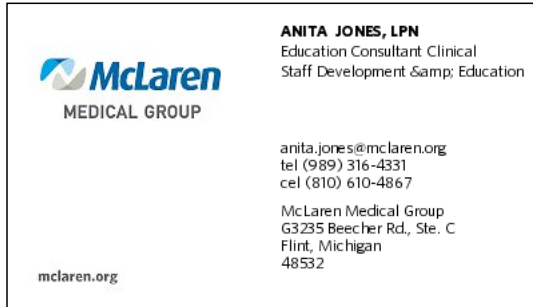 McLaren
MEDICAL GROUP
mclaren.org
ANITA JONES, LPN
Education Consultant Clinical
Staff Development &amp; Education
anita.jones@mclaren.org
tel (989) 316-4331
cel (810) 610-4867
McLaren Medical Group
G3235 Beecher Rd., Ste. C
Flint, Michigan
48532